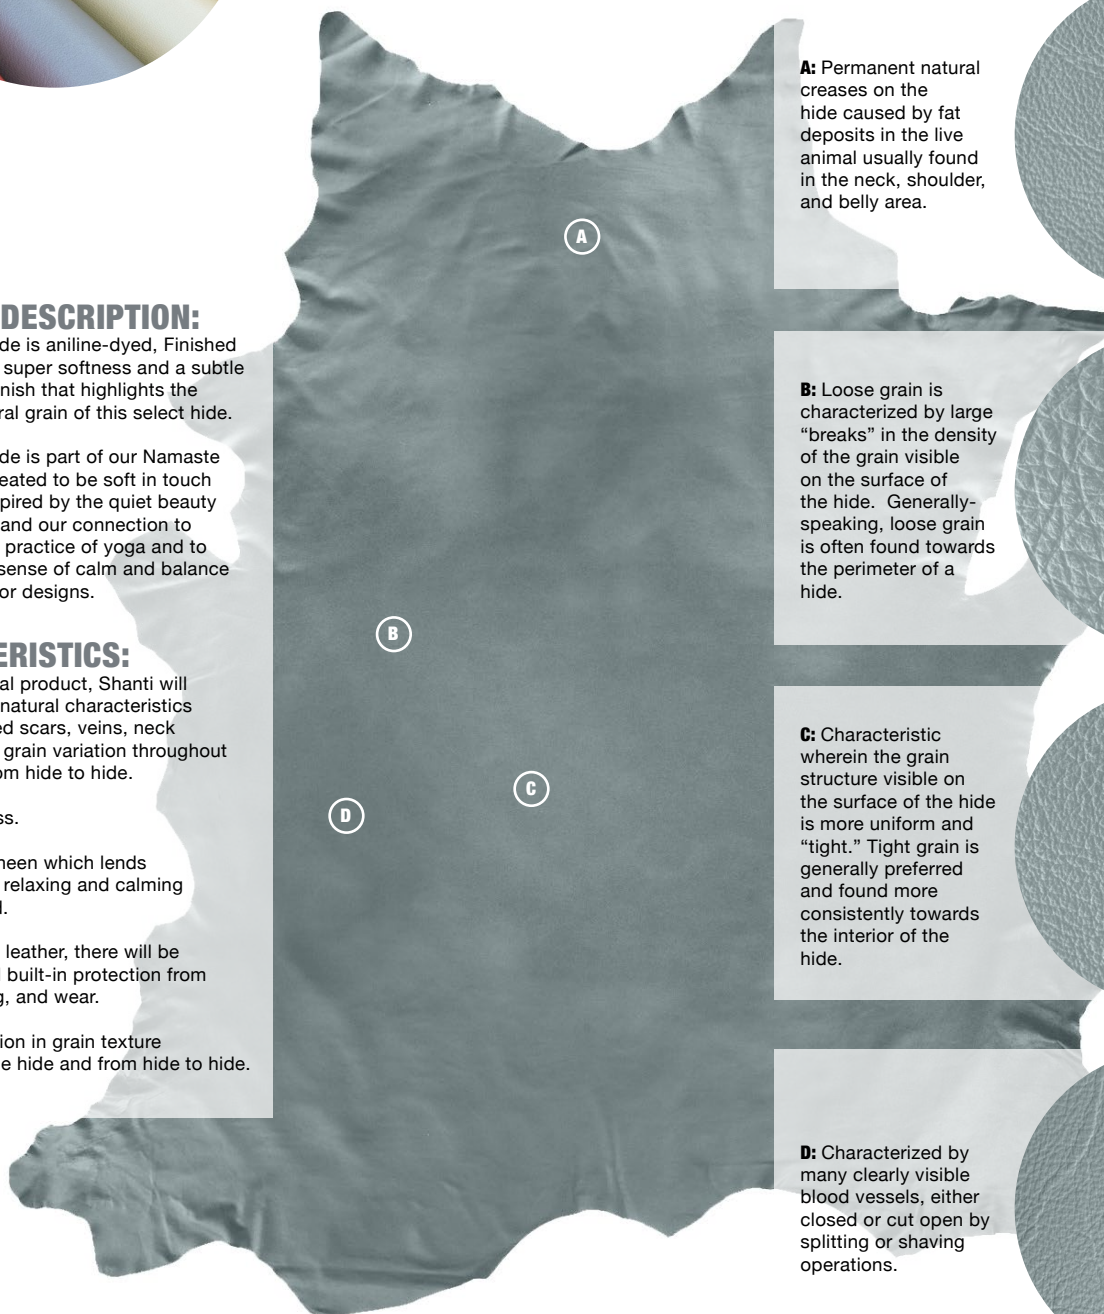 DESCRIPTION:
de is aniline-dyed, Finished
super softness and a subtle
nish that highlights the
ral grain of this select hide.
de is part of our Namaste
eated to be soft in touch
pired by the quiet beauty
and our connection to
practice of yoga and to
sense of calm and balance
or designs.
ERISTICS:
al product, Shanti will
natural characteristics
ed scars, veins, neck
grain variation throughout
om hide to hide.
ss.
heen which lends
relaxing and calming
leather, there will be
built-in protection from
g, and wear.
ion in grain texture
e hide and from hide to hide.
A
B
C
D
A: Permanent natural
creases on the
hide caused by fat
deposits in the live
animal usually found
in the neck, shoulder,
and belly area.
B: Loose grain is
characterized by large
“breaks” in the density
of the grain visible
on the surface of
the hide. Generally-
speaking, loose grain
is often found towards
the perimeter of a
hide.
C: Characteristic
wherein the grain
structure visible on
the surface of the hide
is more uniform and
“tight.” Tight grain is
generally preferred
and found more
consistently towards
the interior of the
hide.
D: Characterized by
many clearly visible
blood vessels, either
closed or cut open by
splitting or shaving
operations.